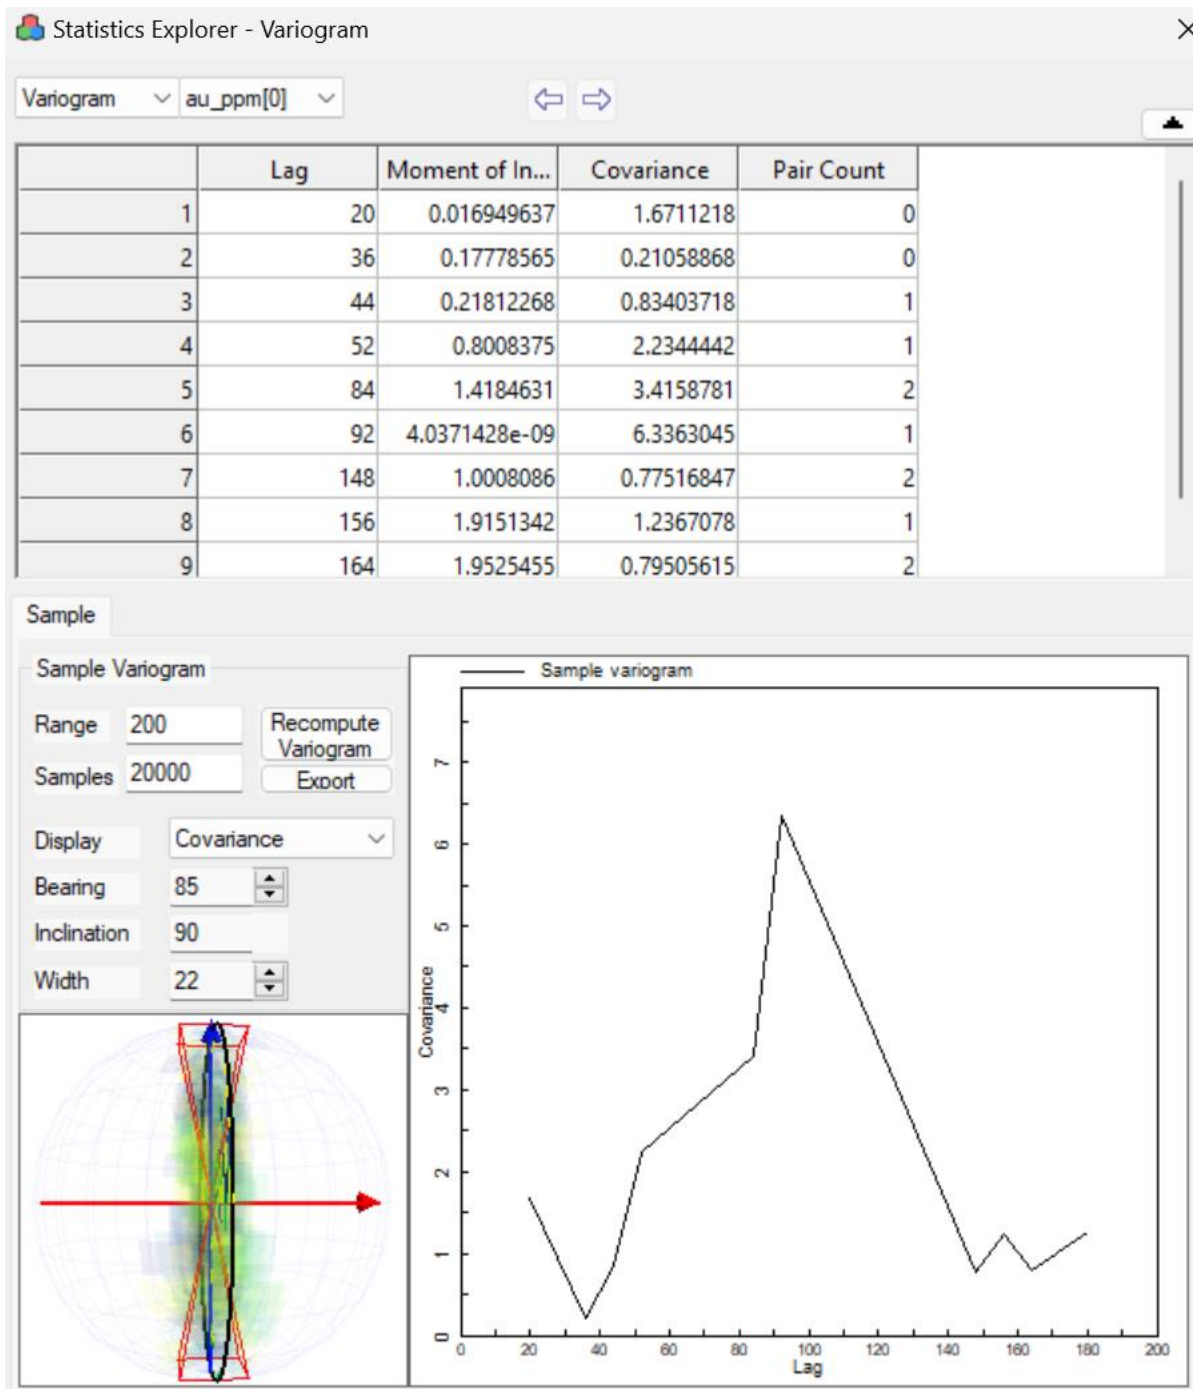 Statistics Explorer - Variogram
Variogram au_ppm[0]
Lag Moment of In... Covariance Pair Count
1 20 0.016949637 1.6711218 0
2 36 0.17778565 0.21058868 0
3 44 0.21812268 0.83403718 1
4 52 0.8008375 2.2344442 1
5 84 1.4184631 3.4158781 2
6 92 4.0371428e-09 6.3363045 1
7 148 1.0008086 0.77516847 2
8 156 1.9151342 1.2367078 1
9 164 1.9525455 0.79505615 2
Sample
Sample Variogram
Range 200
Recompute Variogram
Samples 20000
Export
Display Covariance
Bearing 85
Inclination 90
Width 22
Sample variogram
7
6
5
4
3
2
1
0
Covariance
0 20 40 60 80 100 120 140 160 180 200
Lag